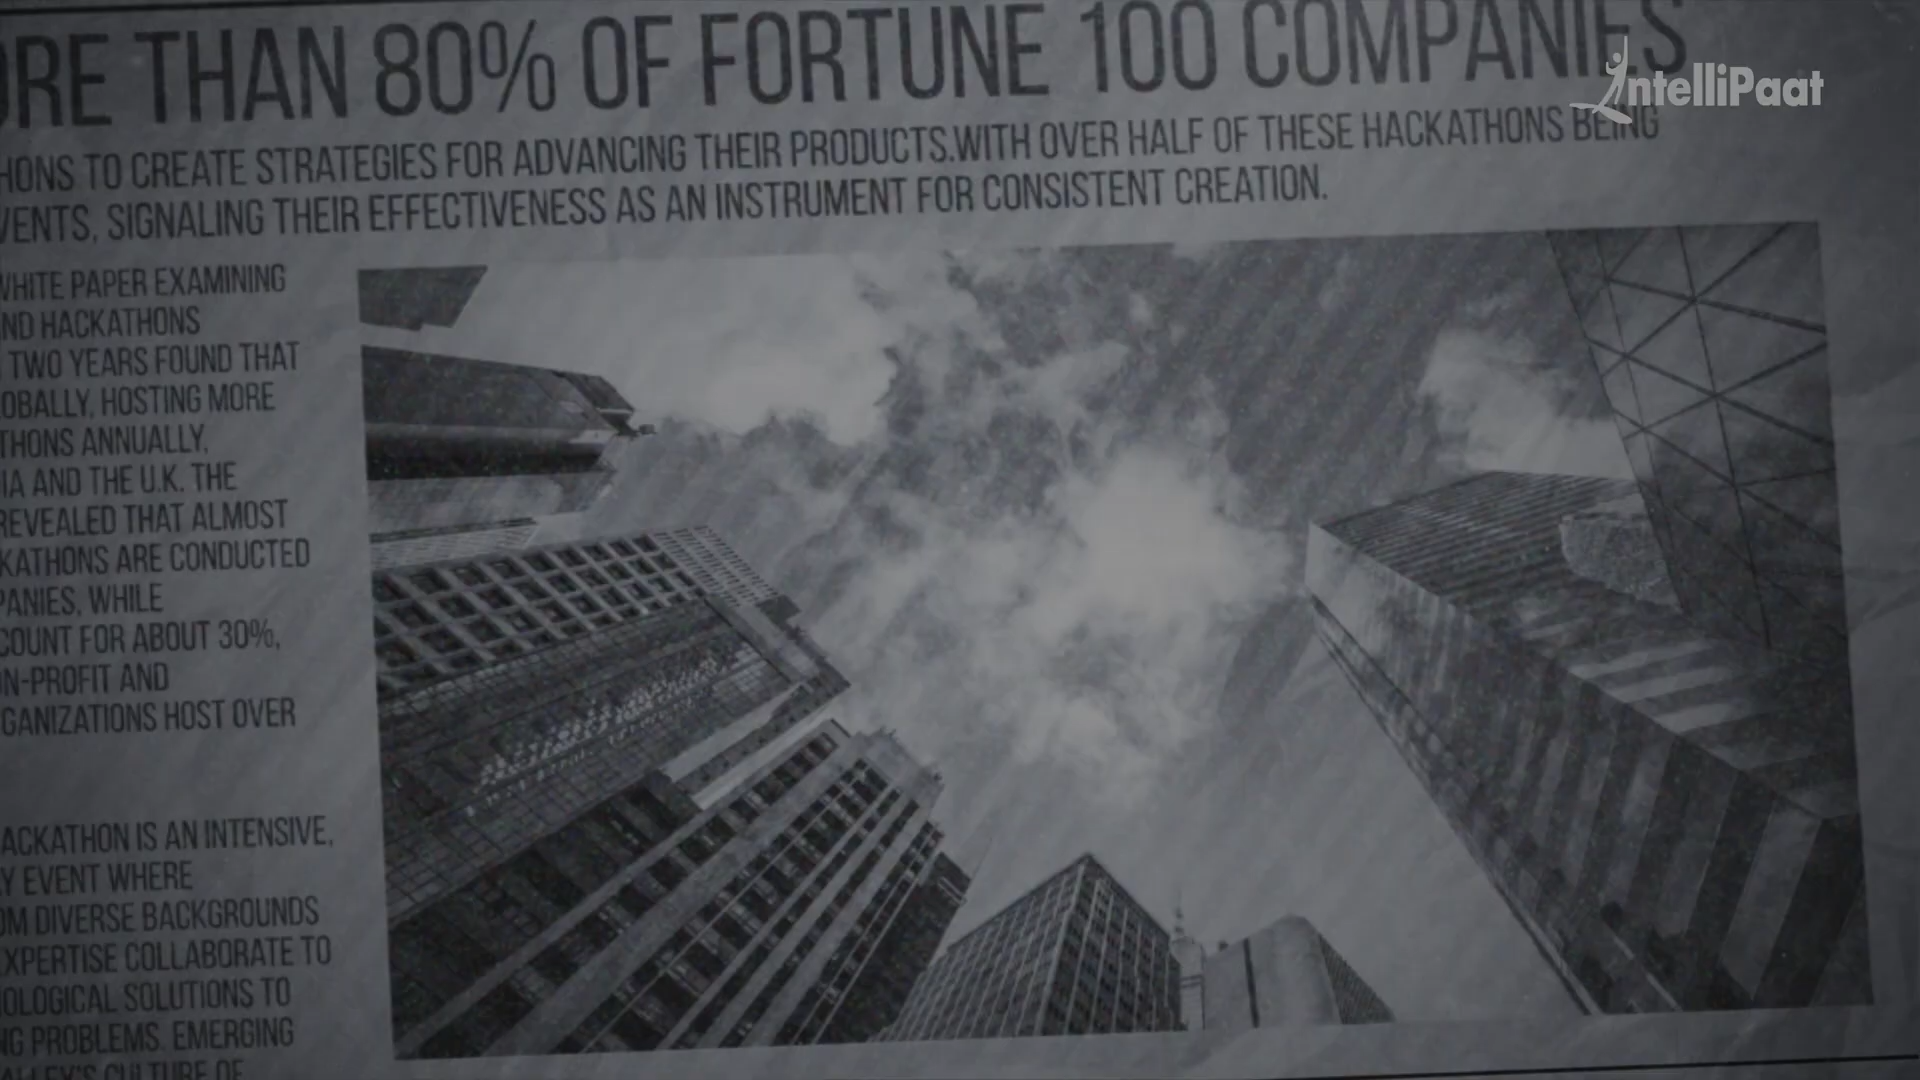 ORE THAN 80% OF FORTUNE 100 COMPANIES
IntelliPaat
HONS TO CREATE STRATEGIES FOR ADVANCING THEIR PRODUCTS.WITH OVER HALF OF THESE HACKATHONS BEING
VENTS, SIGNALING THEIR EFFECTIVENESS AS AN INSTRUMENT FOR CONSISTENT CREATION.
WHITE PAPER EXAMINING
ND HACKATHONS
TWO YEARS FOUND THAT
OBALLY, HOSTING MORE
THONS ANNUALLY,
IA AND THE U.K. THE
REVEALED THAT ALMOST
KATHONS ARE CONDUCTED
PANIES, WHILE
COUNT FOR ABOUT 30%,
N-PROFIT AND
GANIZATIONS HOST OVER
ACKATHON IS AN INTENSIVE,
Y EVENT WHERE
OM DIVERSE BACKGROUNDS
EXPERTISE COLLABORATE TO
OLOGICAL SOLUTIONS TO
NG PROBLEMS. EMERGING
ALLEY'S CULTURE OF